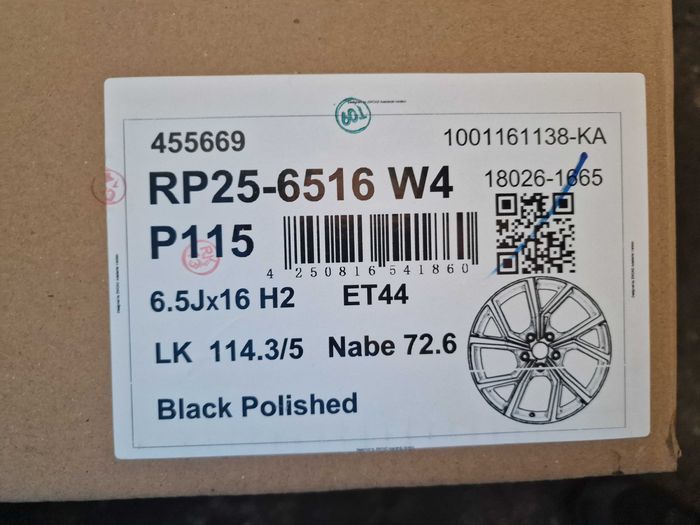 455669
1001161138-KA
RP25-6516 W4
18026-1665
P115
4 250816 541860
6.5Jx16 H2 ET44
LK 114.3/5 Nabe 72.6
Black Polished